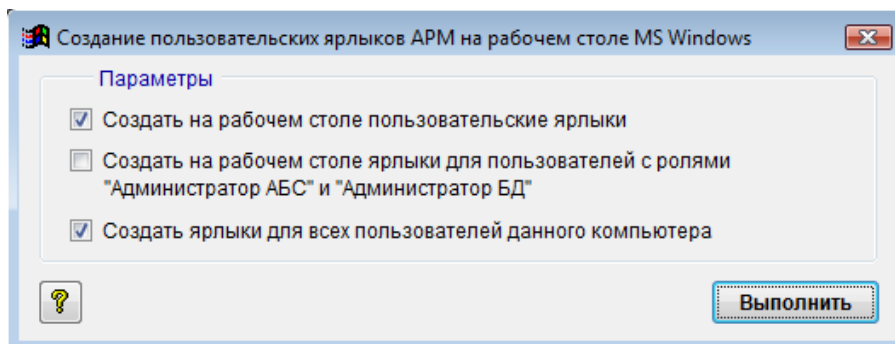 Создание пользовательских ярлыков АРМ на рабочем столе MS Windows
Параметры
Создать на рабочем столе пользовательские ярлыки
Создать на рабочем столе ярлыки для пользователей с ролями
"Администратор АБС" и "Администратор БД"
Создать ярлыки для всех пользователей данного компьютера
Выполнить